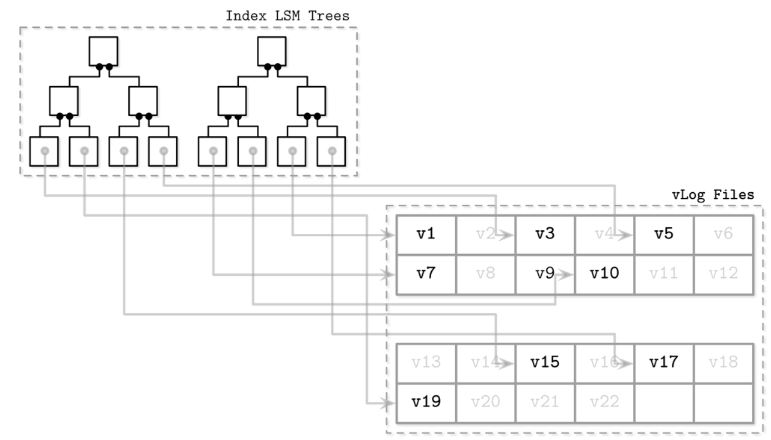 Index LSM Trees
vLog Files
v1 v2 v3 v4 v5 v6
v7 v8 v9 v10 v11 v12
v13 v14 v15 v16 v17 v18
v19 v20 v21 v22